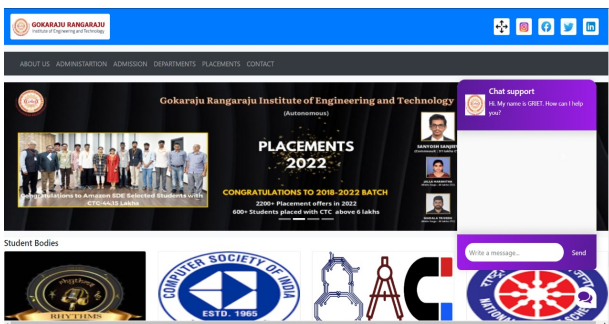 GOKARAJU RANGARAJU
Institute of Engineering and Technology
ABOUT US ADMINISTARTION ADMISSION DEPARTMENTS PLACEMENTS CONTACT
Gokaraju Rangaraju Institute of Engineering and Technology
(Autonomous)
PLACEMENTS
2022
CONGRATULATIONS TO 2018-2022 BATCH
2200+ Placement offers in 2022
600+ Students placed with CTC above 6 lakhs
Congratulations to Amazon SDE Selected Students with
CTC-44.15 Lakhs
SANTOSH SANJEEV
Chat support
Hi. My name is GRIET. How can I help
you?
Write a message...
Send
Student Bodies
RHYTHMS
COMPUTER SOCIETY OF INDIA
ESTD. 1965